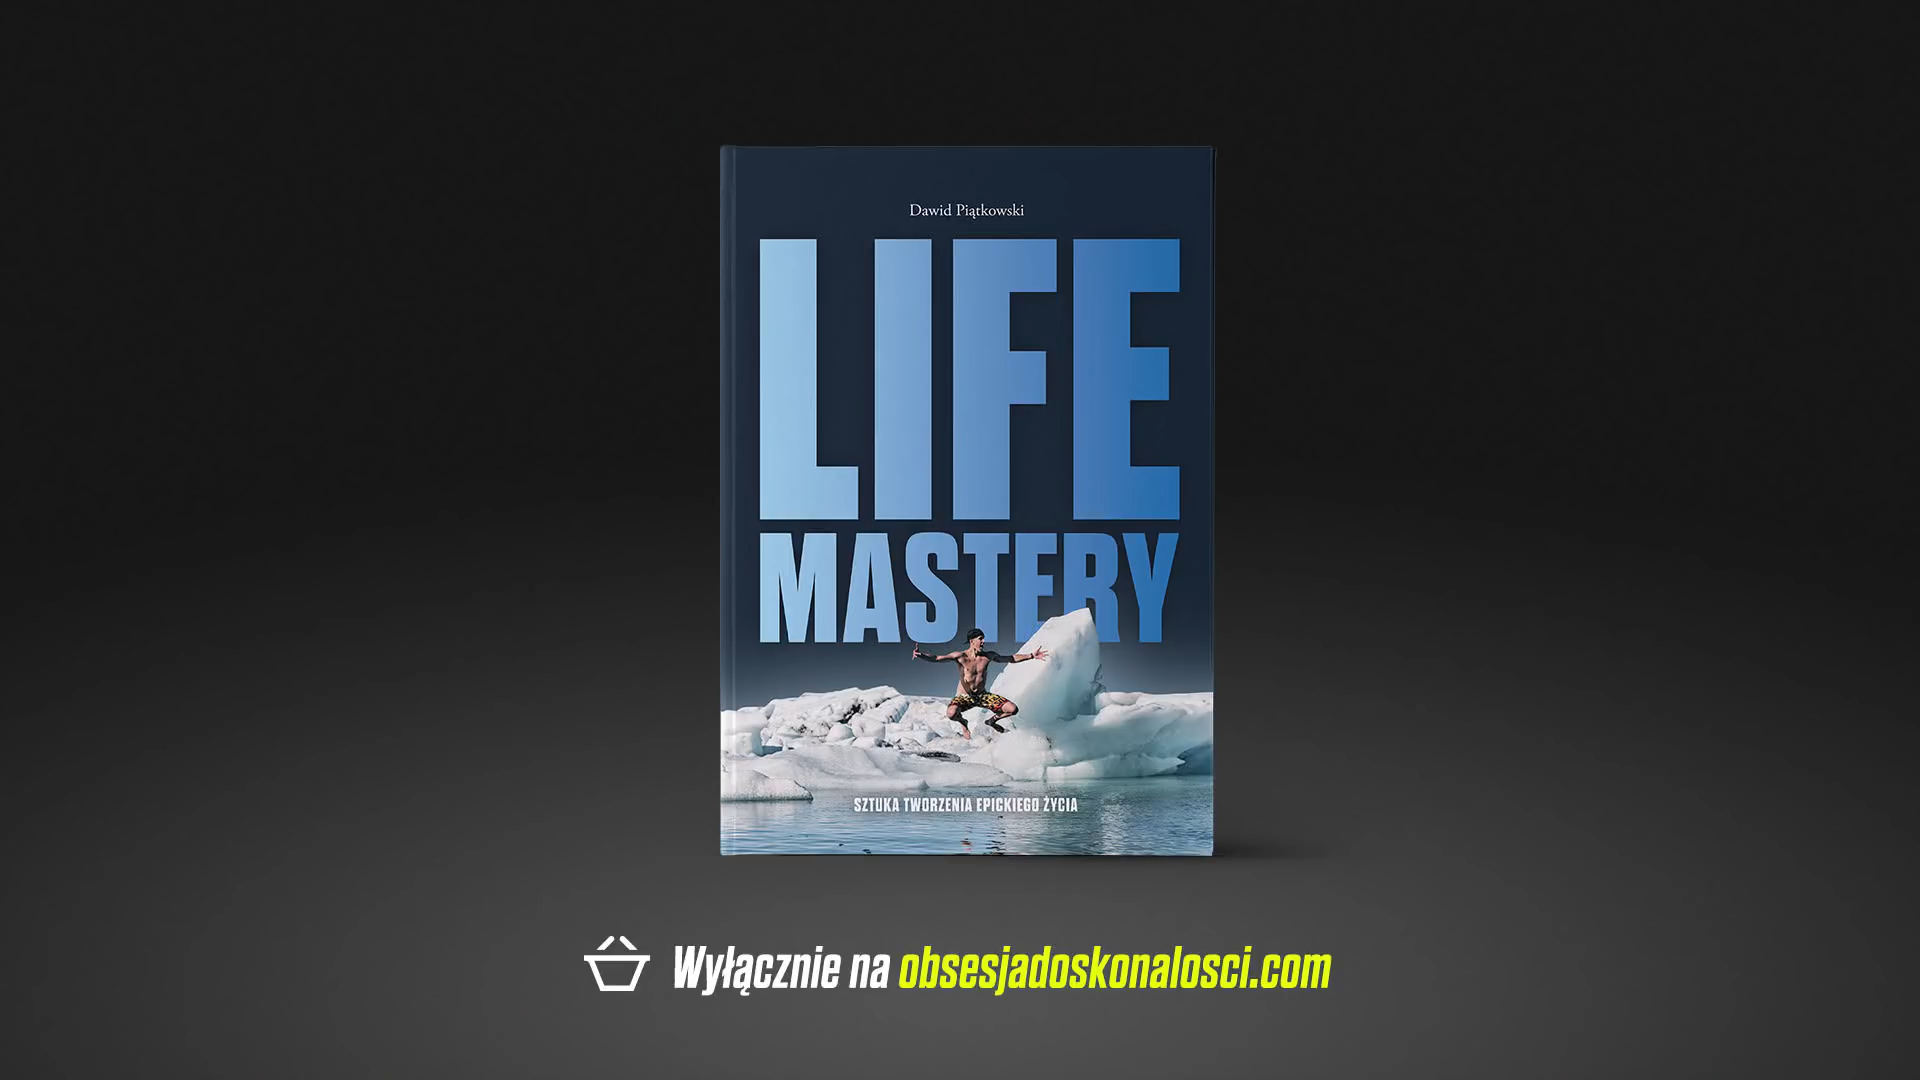 Dawid Piątkowski
LIFE
MASTERY
SZTUKA TWORZENIA EPICKIEGO ŻYCIA
Wyłącznie na obsesjadoskonalosci.com